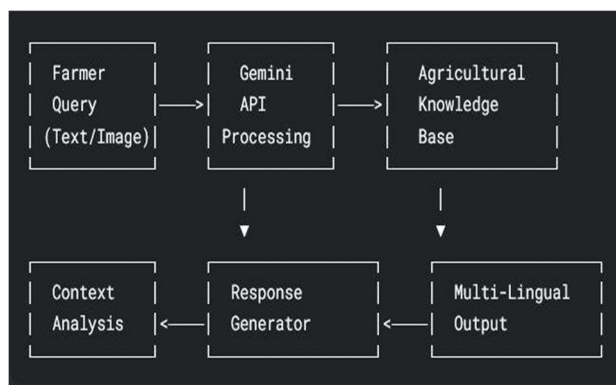 Farmer
Query
(Text/Image)
Gemini
API
Processing
Agricultural
Knowledge
Base
Context
Analysis
Response
Generator
Multi-Lingual
Output